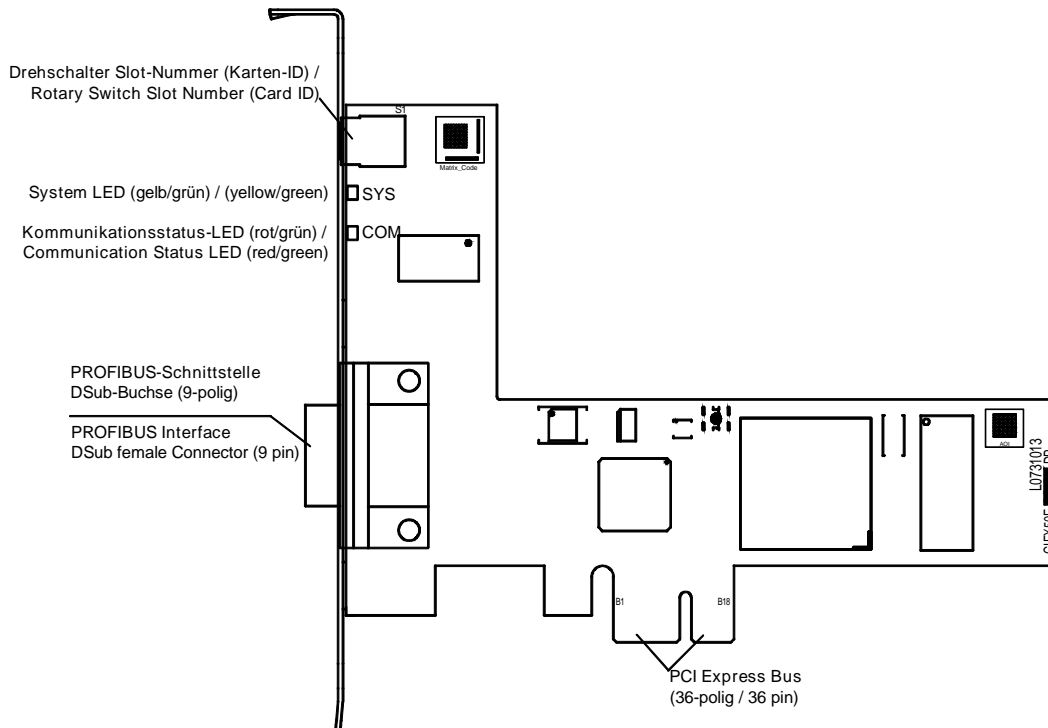 Drehschalter Slot-Nummer (Karten-ID) /
Rotary Switch Slot Number (Card ID)
S1
Matrix_Code
System LED (gelb/grün) / (yellow/green)
SYS
Kommunikationsstatus-LED (rot/grün) /
Communication Status LED (red/green)
COM
PROFIBUS-Schnittstelle
DSub-Buchse (9-polig)
PROFIBUS Interface
DSub female Connector (9 pin)
AOI
L0731013
B1
B18
PCI Express Bus
(36-polig / 36 pin)